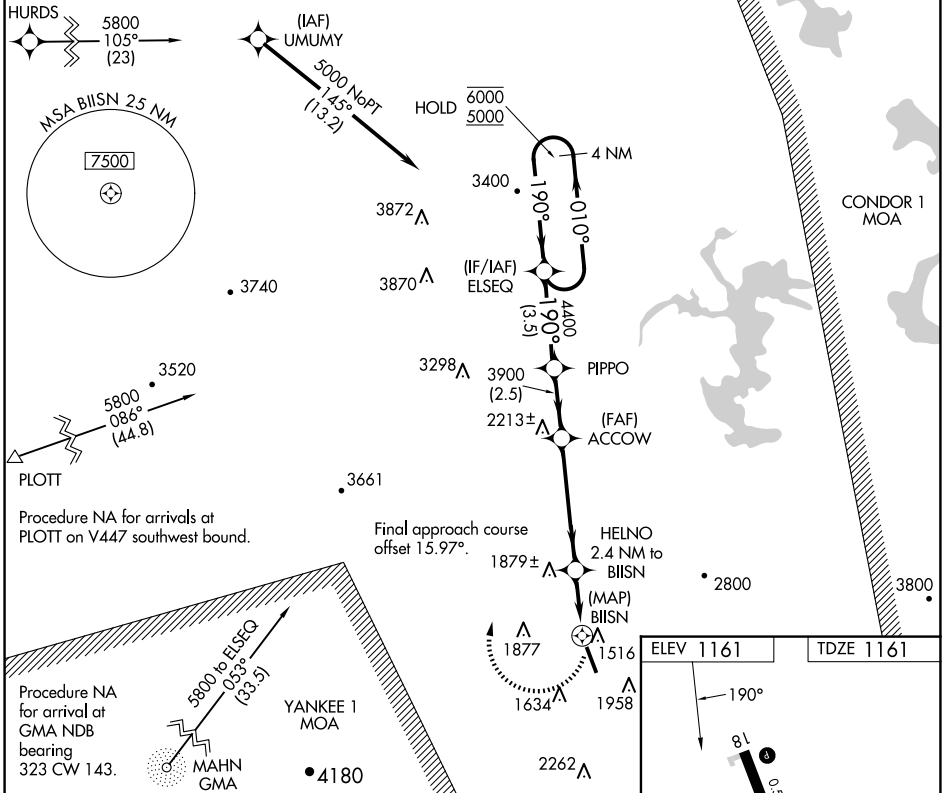 HURDS
5800
105°
(23)
(IAF)
UMUMY
5000 NoPT
145°
(13.2)
MSA BIISN 25 NM
7500
HOLD
6000
5000
4 NM
3400
190°
010°
3872
3870
(IF/IAF)
ELSEQ
4400
190°
(3.5)
CONDOR 1
MOA
3740
3520
5800
086°
(44.8)
PLOTT
3298
PIPPO
3900
(2.5)
2213±
(FAF)
ACCOW
3661
Procedure NA for arrivals at
PLOTT on V447 southwest bound.
Final approach course
offset 15.97°.
HELNO
2.4 NM to
BIISN
1879±
2800
3800
(MAP)
BIISN
1877
1516
1634
1958
2262
Procedure NA
for arrival at
GMA NDB
bearing
323 CW 143.
5800 to ELSEQ
053°
(33.5)
YANKEE 1
MOA
MAHN
GMA
4180
ELEV 1161
TDZE 1161
190°
18
P